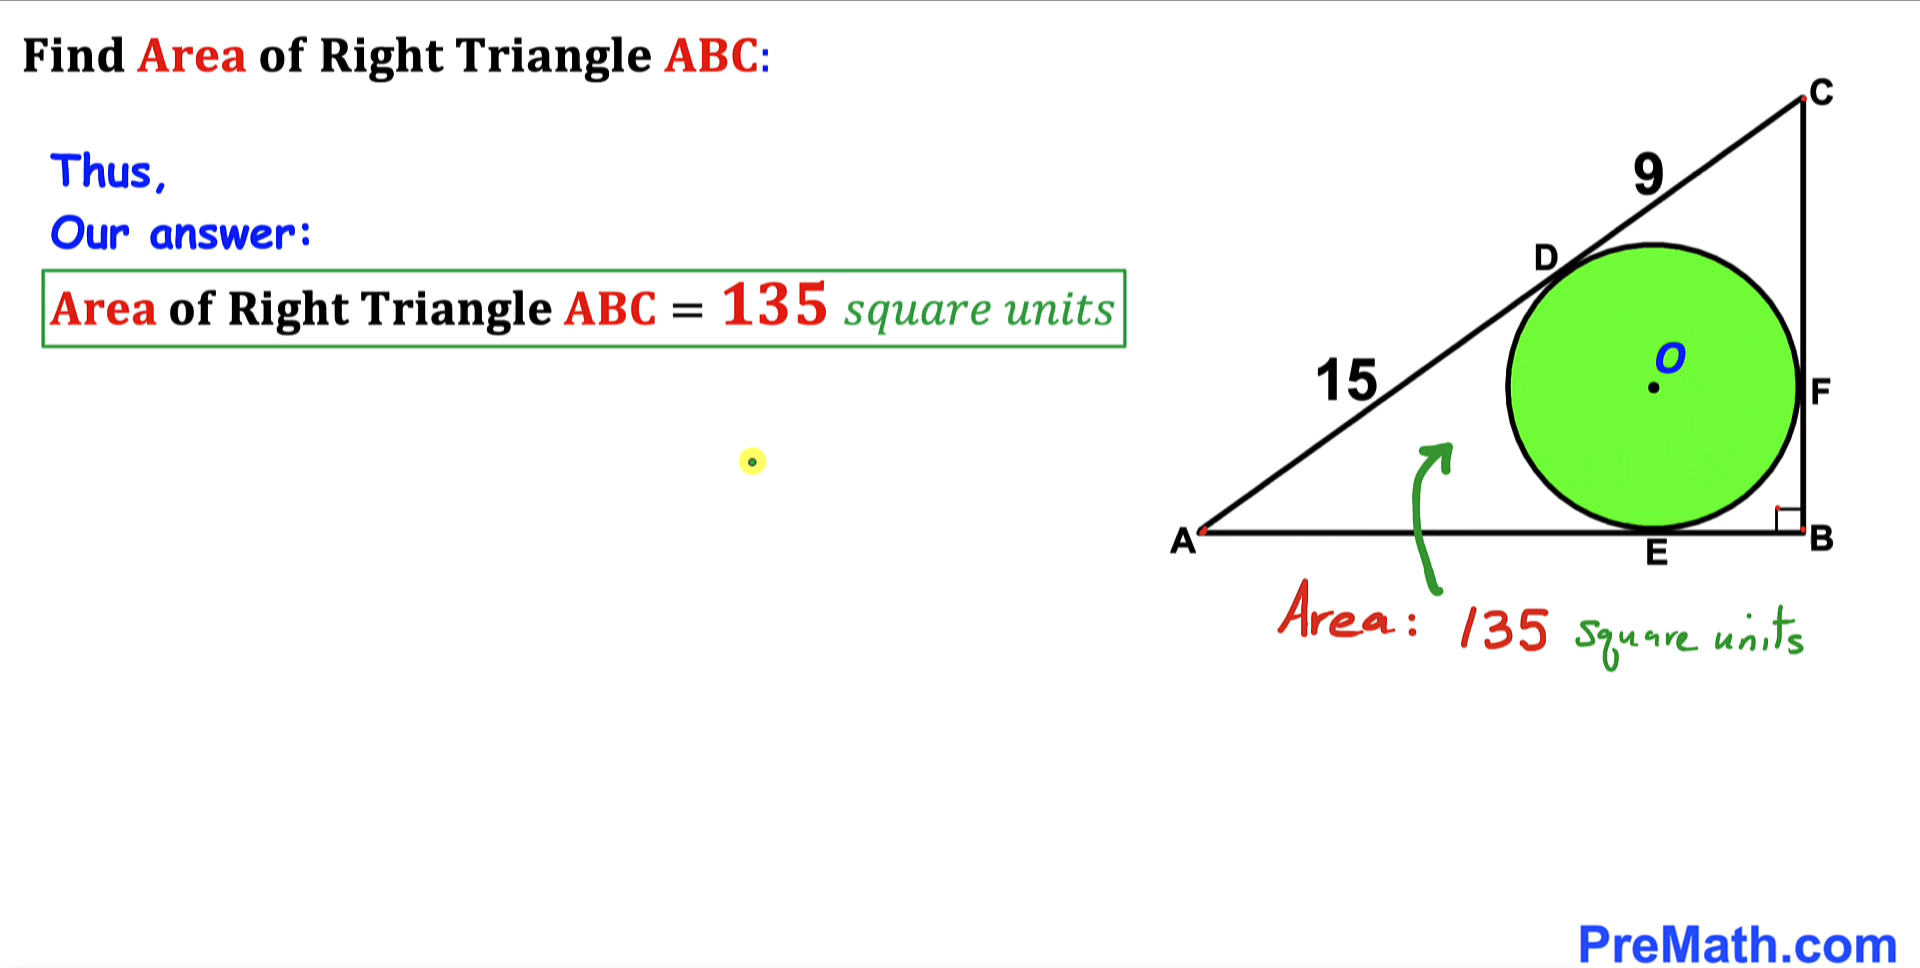 Find Area of Right Triangle ABC:
Thus,
Our answer:
Area of Right Triangle ABC = 135 square units
C
9
D
O
15
F
A
B
E
Area: 135 square units
PreMath.com